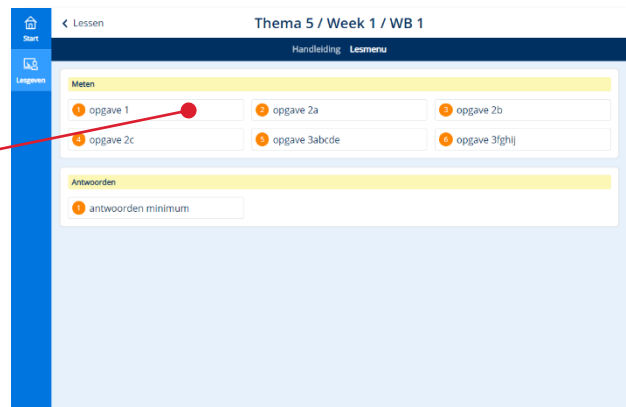 Start
Lesgeven
Lessen
Thema 5 / Week 1 / WB 1
Handleiding Lesmenu
Meten
1 opgave 1
2 opgave 2a
3 opgave 2b
4 opgave 2c
5 opgave 3abcde
6 opgave 3fghij
Antwoorden
1 antwoorden minimum